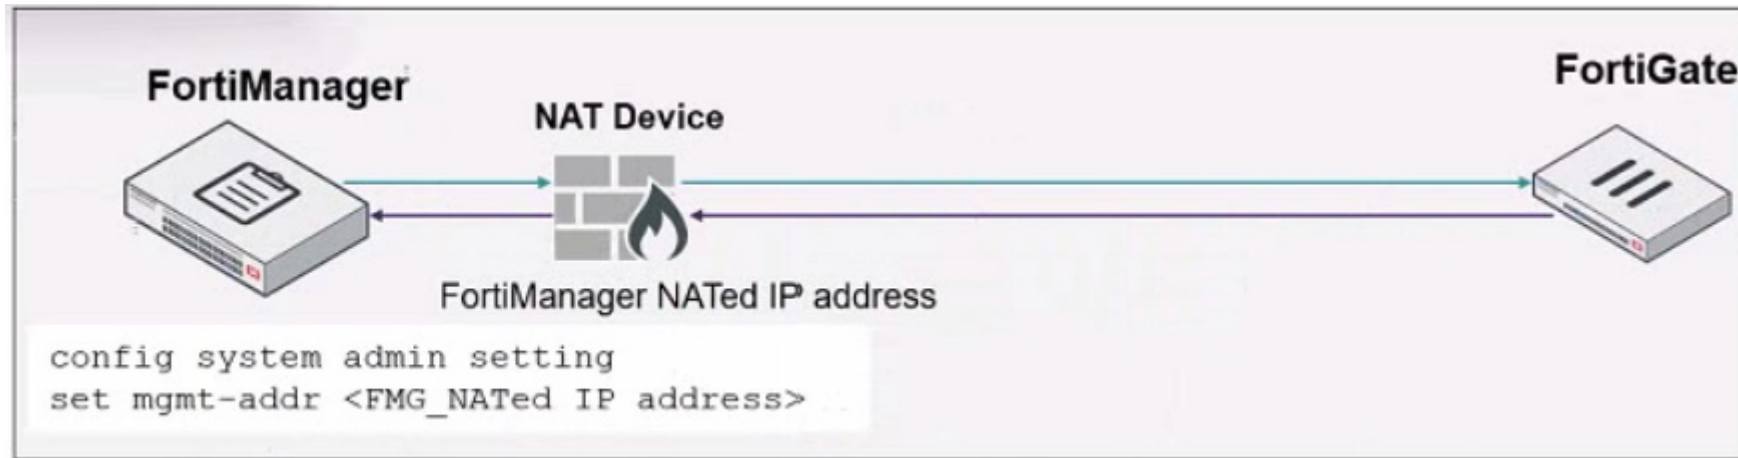 FortiManager
FortiGate
NAT Device
FortiManager NATed IP address
config system admin setting
set mgmt-addr <FMG_NATed IP address>